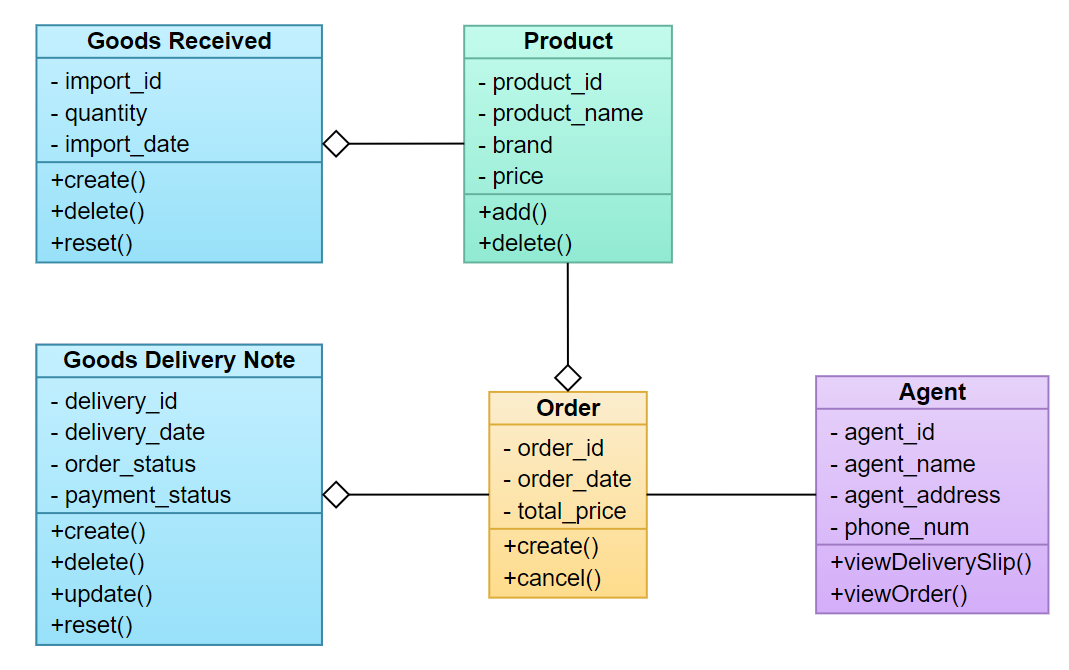 Goods Received
- import_id
- quantity
- import_date
+create()
+delete()
+reset()
Product
- product_id
- product_name
- brand
- price
+add()
+delete()
Goods Delivery Note
- delivery_id
- delivery_date
- order_status
- payment_status
+create()
+delete()
+update()
+reset()
Order
- order_id
- order_date
- total_price
+create()
+cancel()
Agent
- agent_id
- agent_name
- agent_address
- phone_num
+viewDeliverySlip()
+viewOrder()